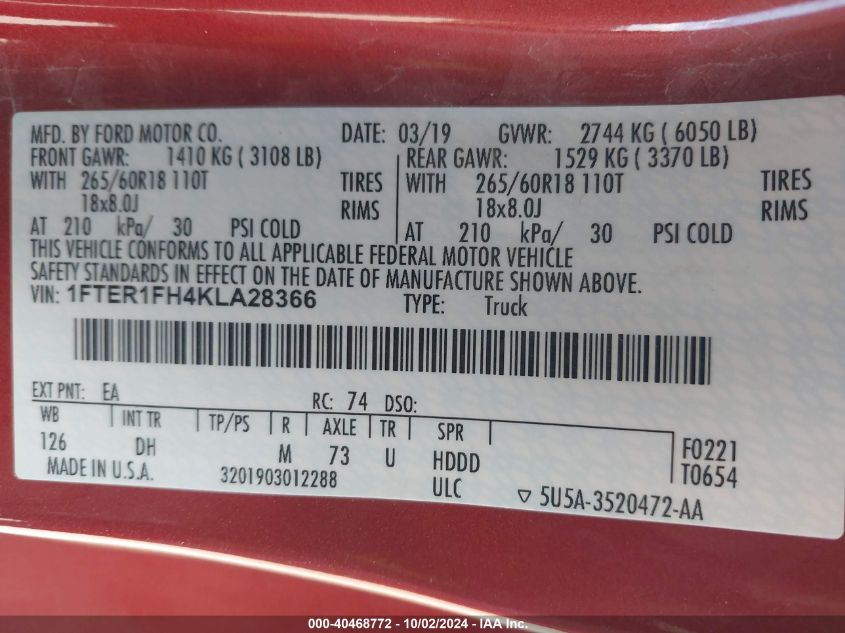 MFD. BY FORD MOTOR CO. DATE: 03/19 GVWR: 2744 KG ( 6050 LB)
FRONT GAWR: 1410 KG ( 3108 LB) REAR GAWR: 1529 KG ( 3370 LB)
WITH 265/60R18 110T TIRES WITH 265/60R18 110T TIRES
18x8.0J RIMS 18x8.0J RIMS
AT 210 kPa/ 30 PSI COLD AT 210 kPa/ 30 PSI COLD
THIS VEHICLE CONFORMS TO ALL APPLICABLE FEDERAL MOTOR VEHICLE
SAFETY STANDARDS IN EFFECT ON THE DATE OF MANUFACTURE SHOWN ABOVE.
VIN: 1FTER1FH4KLA28366 TYPE: Truck
EXT PNT: EA RC: 74 DSO:
WB INT TR TP/PS R AXLE TR SPR
126 DH M 73 U HDDD F0221
MADE IN U.S.A. 3201903012288 ULC T0654
▽ 5U5A-3520472-AA
000-40468772 - 10/02/2024 - IAA Inc.